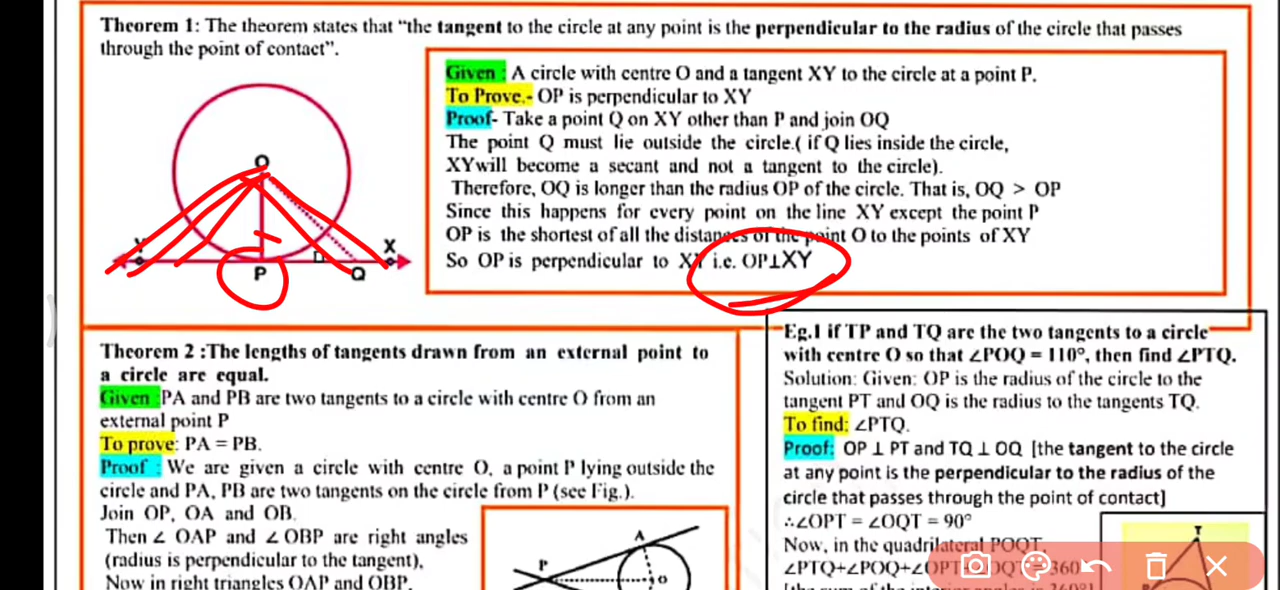 Theorem 1: The theorem states that “the tangent to the circle at any point is the perpendicular to the radius of the circle that passes
through the point of contact”.
Given : A circle with centre O and a tangent XY to the circle at a point P.
To Prove.- OP is perpendicular to XY
Proof- Take a point Q on XY other than P and join OQ
The point Q must lie outside the circle.( if Q lies inside the circle,
XY will become a secant and not a tangent to the circle).
Therefore, OQ is longer than the radius OP of the circle. That is, OQ > OP
Since this happens for every point on the line XY except the point P
OP is the shortest of all the distances of the point O to the points of XY
So OP is perpendicular to XY i.e. OP⊥XY
O
Y
X
P
Q
Theorem 2 :The lengths of tangents drawn from an external point to
a circle are equal.
Given :PA and PB are two tangents to a circle with centre O from an
external point P
To prove: PA = PB.
Proof : We are given a circle with centre O, a point P lying outside the
circle and PA, PB are two tangents on the circle from P (see Fig.).
Join OP, OA and OB.
Then ∠ OAP and ∠ OBP are right angles
(radius is perpendicular to the tangent),
Now in right triangles OAP and OBP,
A
P
O
Eg.1 if TP and TQ are the two tangents to a circle
with centre O so that ∠POQ = 110°, then find ∠PTQ.
Solution: Given: OP is the radius of the circle to the
tangent PT and OQ is the radius to the tangents TQ.
To find: ∠PTQ.
Proof: OP ⊥ PT and TQ ⊥ OQ [the tangent to the circle
at any point is the perpendicular to the radius of the
circle that passes through the point of contact]
∴∠OPT = ∠OQT = 90°
Now, in the quadrilateral POQT,
∠PTQ+∠POQ+∠OPT+∠OQT = 360°
[the sum of the interior angles is 360°]
T